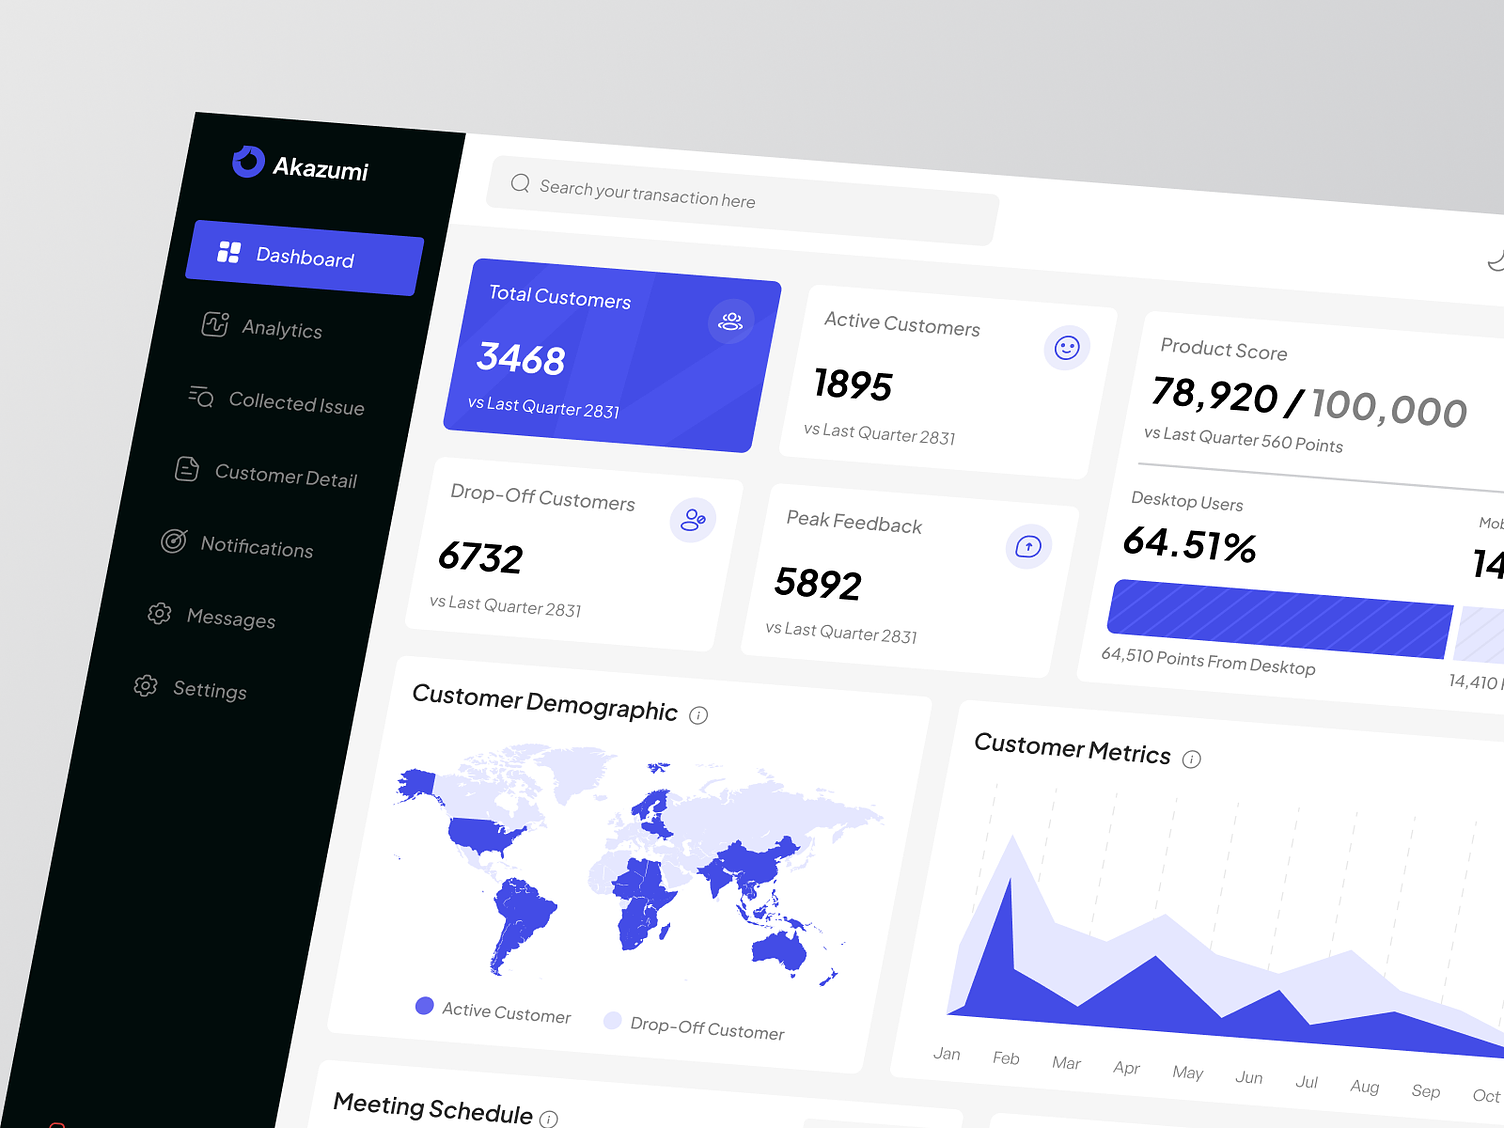 Akazumi
Search your transaction here
Dashboard
Analytics
Collected Issue
Customer Detail
Notifications
Messages
Settings
Total Customers
3468
vs Last Quarter 2831
Active Customers
1895
vs Last Quarter 2831
Product Score
78,920 / 100,000
vs Last Quarter 560 Points
Desktop Users
64.51%
64,510 Points From Desktop
Mob
14
14,410
Drop-Off Customers
6732
vs Last Quarter 2831
Peak Feedback
5892
vs Last Quarter 2831
Customer Demographic
Active Customer
Drop-Off Customer
Customer Metrics
Jan Feb Mar Apr May Jun Jul Aug Sep Oct
Meeting Schedule